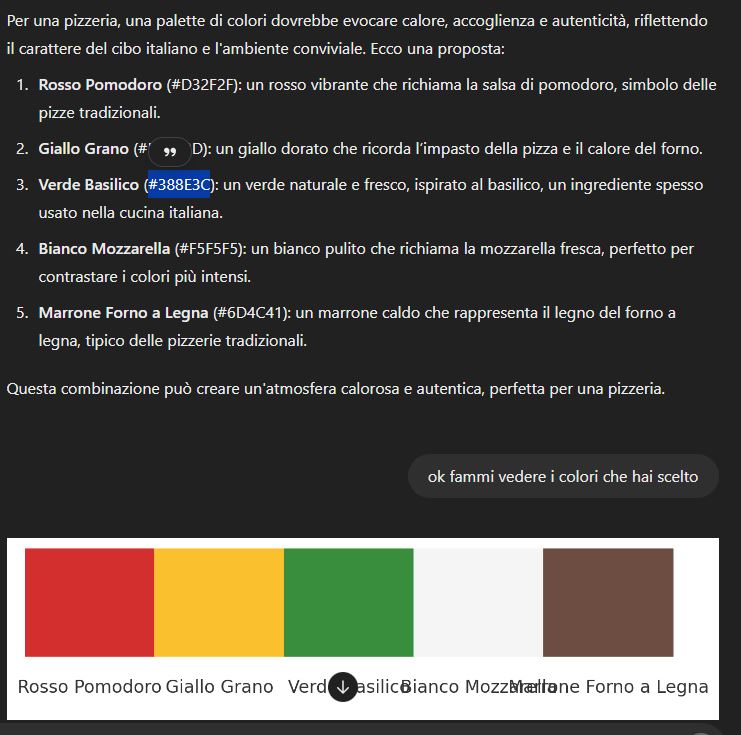 Per una pizzeria, una palette di colori dovrebbe evocare calore, accoglienza e autenticità, riflettendo
il carattere del cibo italiano e l'ambiente conviviale. Ecco una proposta:
1. Rosso Pomodoro (#D32F2F): un rosso vibrante che richiama la salsa di pomodoro, simbolo delle
pizze tradizionali.
2. Giallo Grano (# D): un giallo dorato che ricorda l'impasto della pizza e il calore del forno.
3. Verde Basilico (#388E3C): un verde naturale e fresco, ispirato al basilico, un ingrediente spesso
usato nella cucina italiana.
4. Bianco Mozzarella (#F5F5F5): un bianco pulito che richiama la mozzarella fresca, perfetto per
contrastare i colori più intensi.
5. Marrone Forno a Legna (#6D4C41): un marrone caldo che rappresenta il legno del forno a
legna, tipico delle pizzerie tradizionali.
Questa combinazione può creare un'atmosfera calorosa e autentica, perfetta per una pizzeria.
ok fammi vedere i colori che hai scelto
Rosso Pomodoro Giallo Grano Verde Basilico Bianco Mozzarella Marrone Forno a Legna